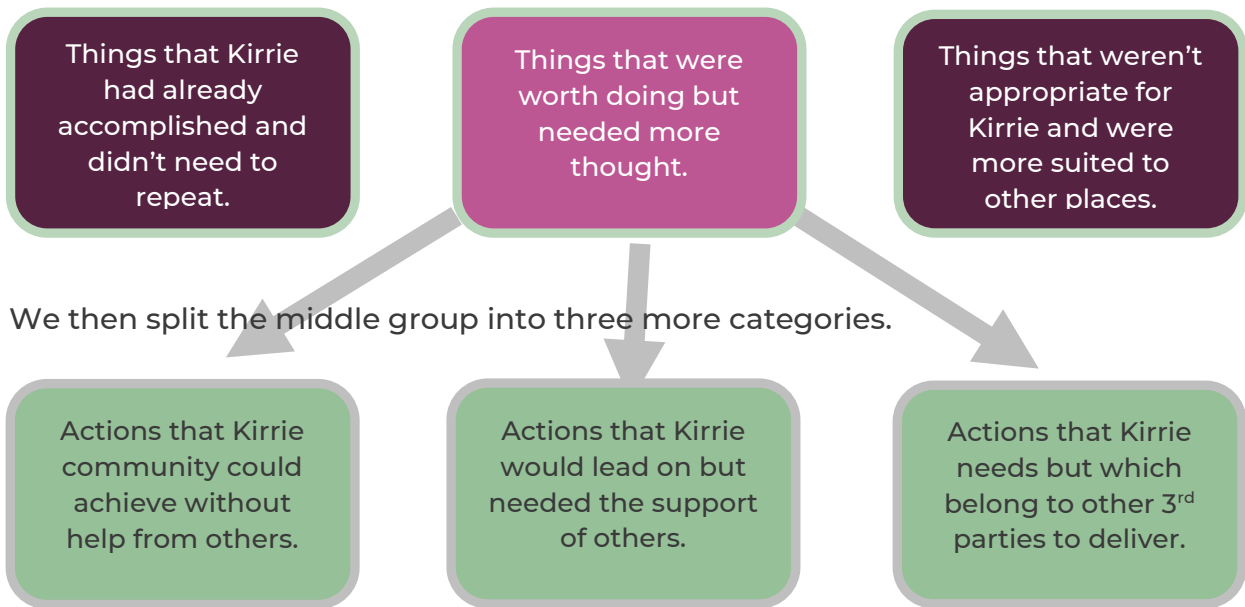 Things that Kirrie
had already
accomplished and
didn’t need to
repeat.
Things that were
worth doing but
needed more
thought.
Things that weren’t
appropriate for
Kirrie and were
more suited to
other places.
We then split the middle group into three more categories.
Actions that Kirrie
community could
achieve without
help from others.
Actions that Kirrie
would lead on but
needed the support
of others.
Actions that Kirrie
needs but which
belong to other 3rd
parties to deliver.